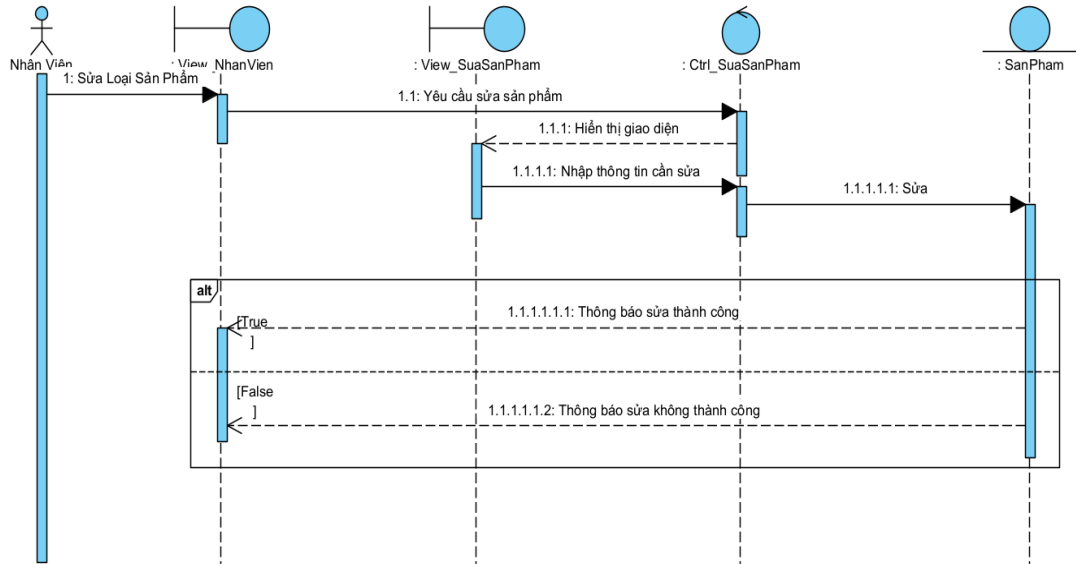 Nhân Viên
: View_NhanVien
: View_SuaSanPham
: Ctrl_SuaSanPham
: SanPham
1: Sửa Loại Sản Phẩm
1.1: Yêu cầu sửa sản phẩm
1.1.1: Hiển thị giao diện
1.1.1.1: Nhập thông tin cần sửa
1.1.1.1.1: Sửa
alt
1.1.1.1.1.1: Thông báo sửa thành công
[True
]
[False
]
1.1.1.1.1.2: Thông báo sửa không thành công